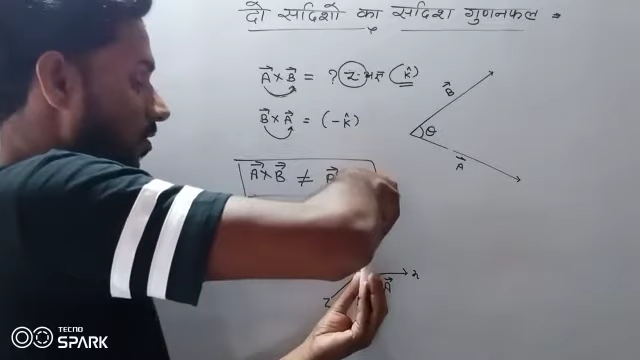 दो सदिशों का सदिश गुणनफल =
A⃗ × B⃗ = ? Z-अक्ष (k̂)
B⃗ × A⃗ = (-k̂)
A⃗ × B⃗ ≠
B⃗
θ
A⃗
x
A⃗
Z
TECNO
SPARK